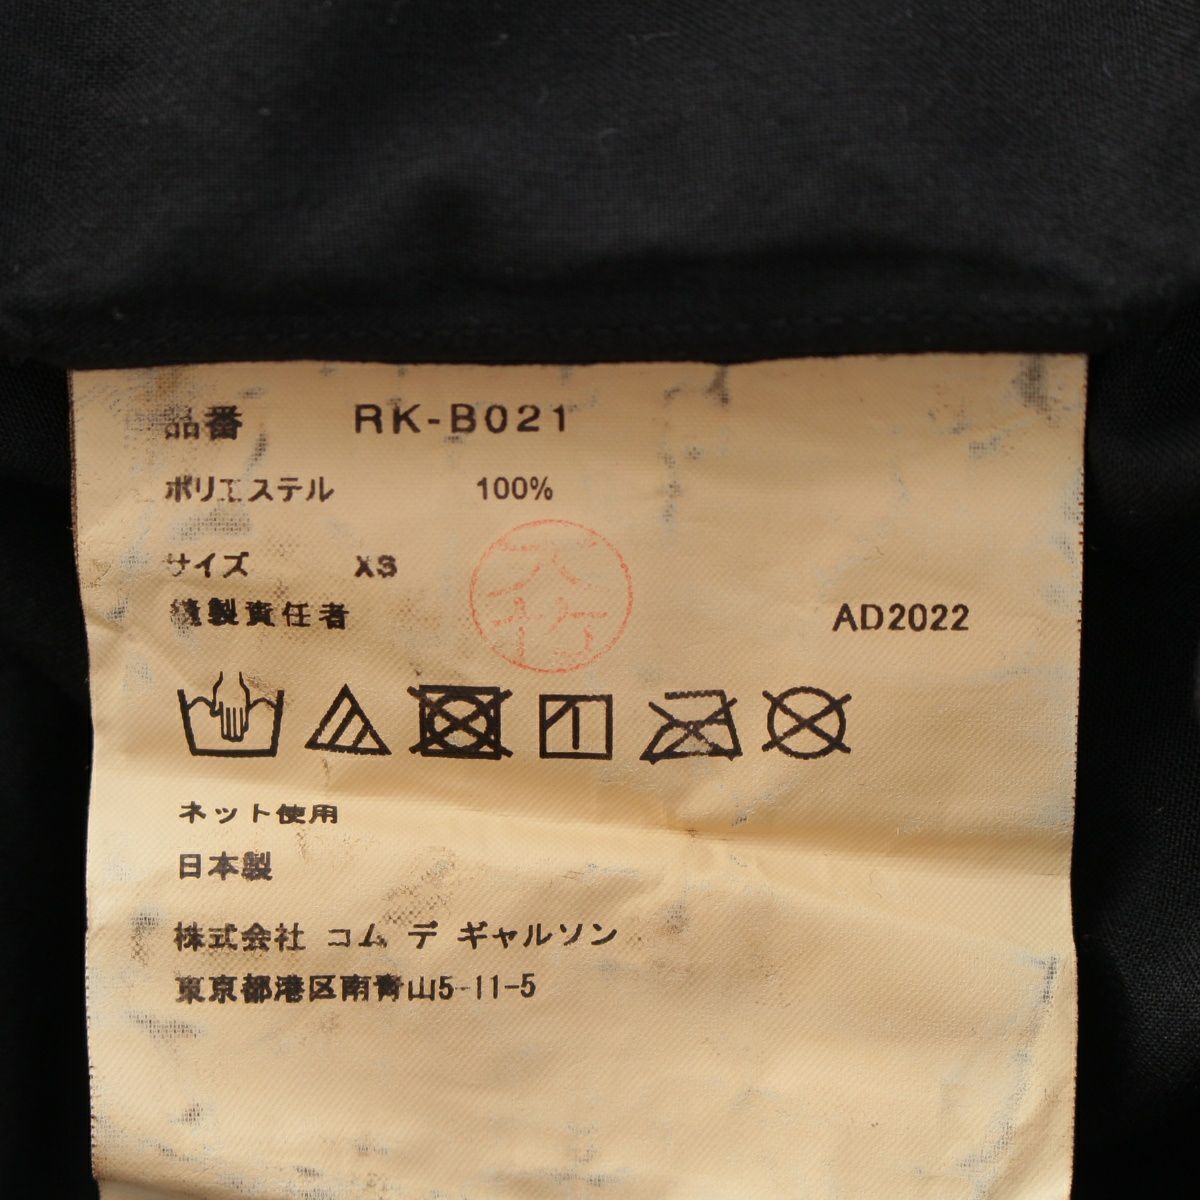 品番 RK-B021
ポリエステル 100%
サイズ XS
縫製責任者 AD2022
ネット使用
日本製
株式会社 コム デ ギャルソン
東京都港区南青山5-11-5